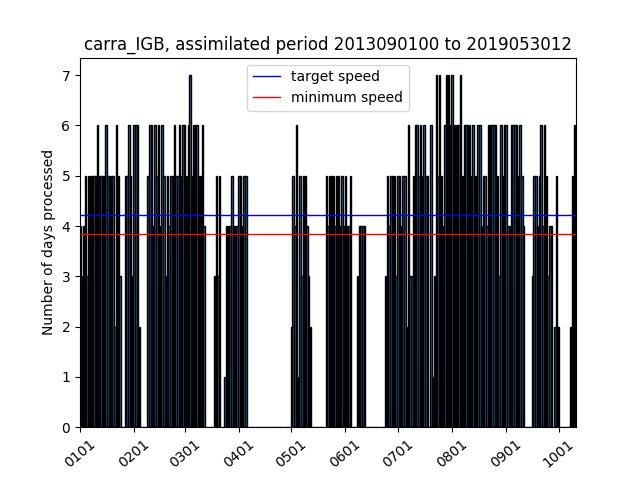 carra_IGB, assimilated period 2013090100 to 2019053012
target speed
minimum speed
Number of days processed
7
6
5
4
3
2
1
0
0101 0201 0301 0401 0501 0601 0701 0801 0901 1001